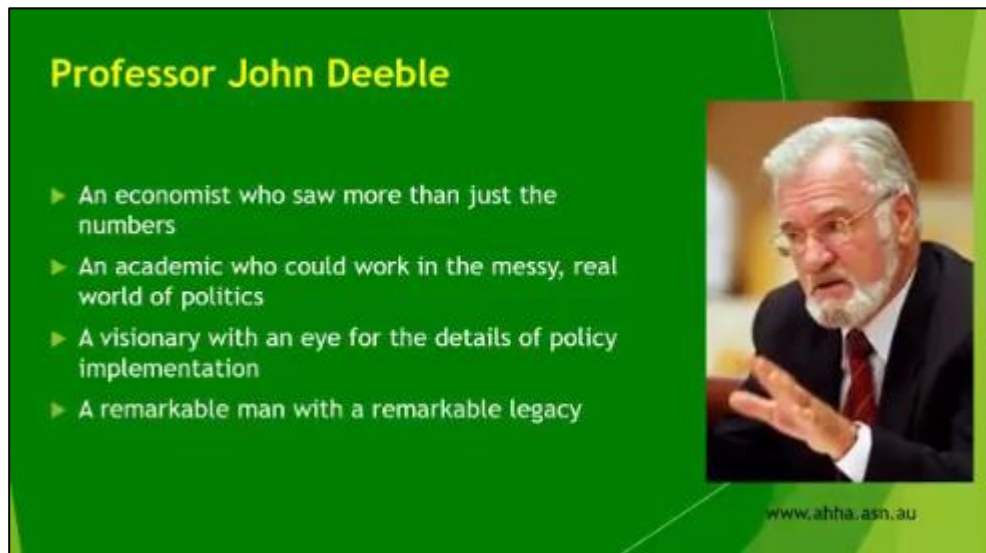 Professor John Deeble
An economist who saw more than just the
numbers
An academic who could work in the messy, real
world of politics
A visionary with an eye for the details of policy
implementation
A remarkable man with a remarkable legacy
www.ahha.asn.au